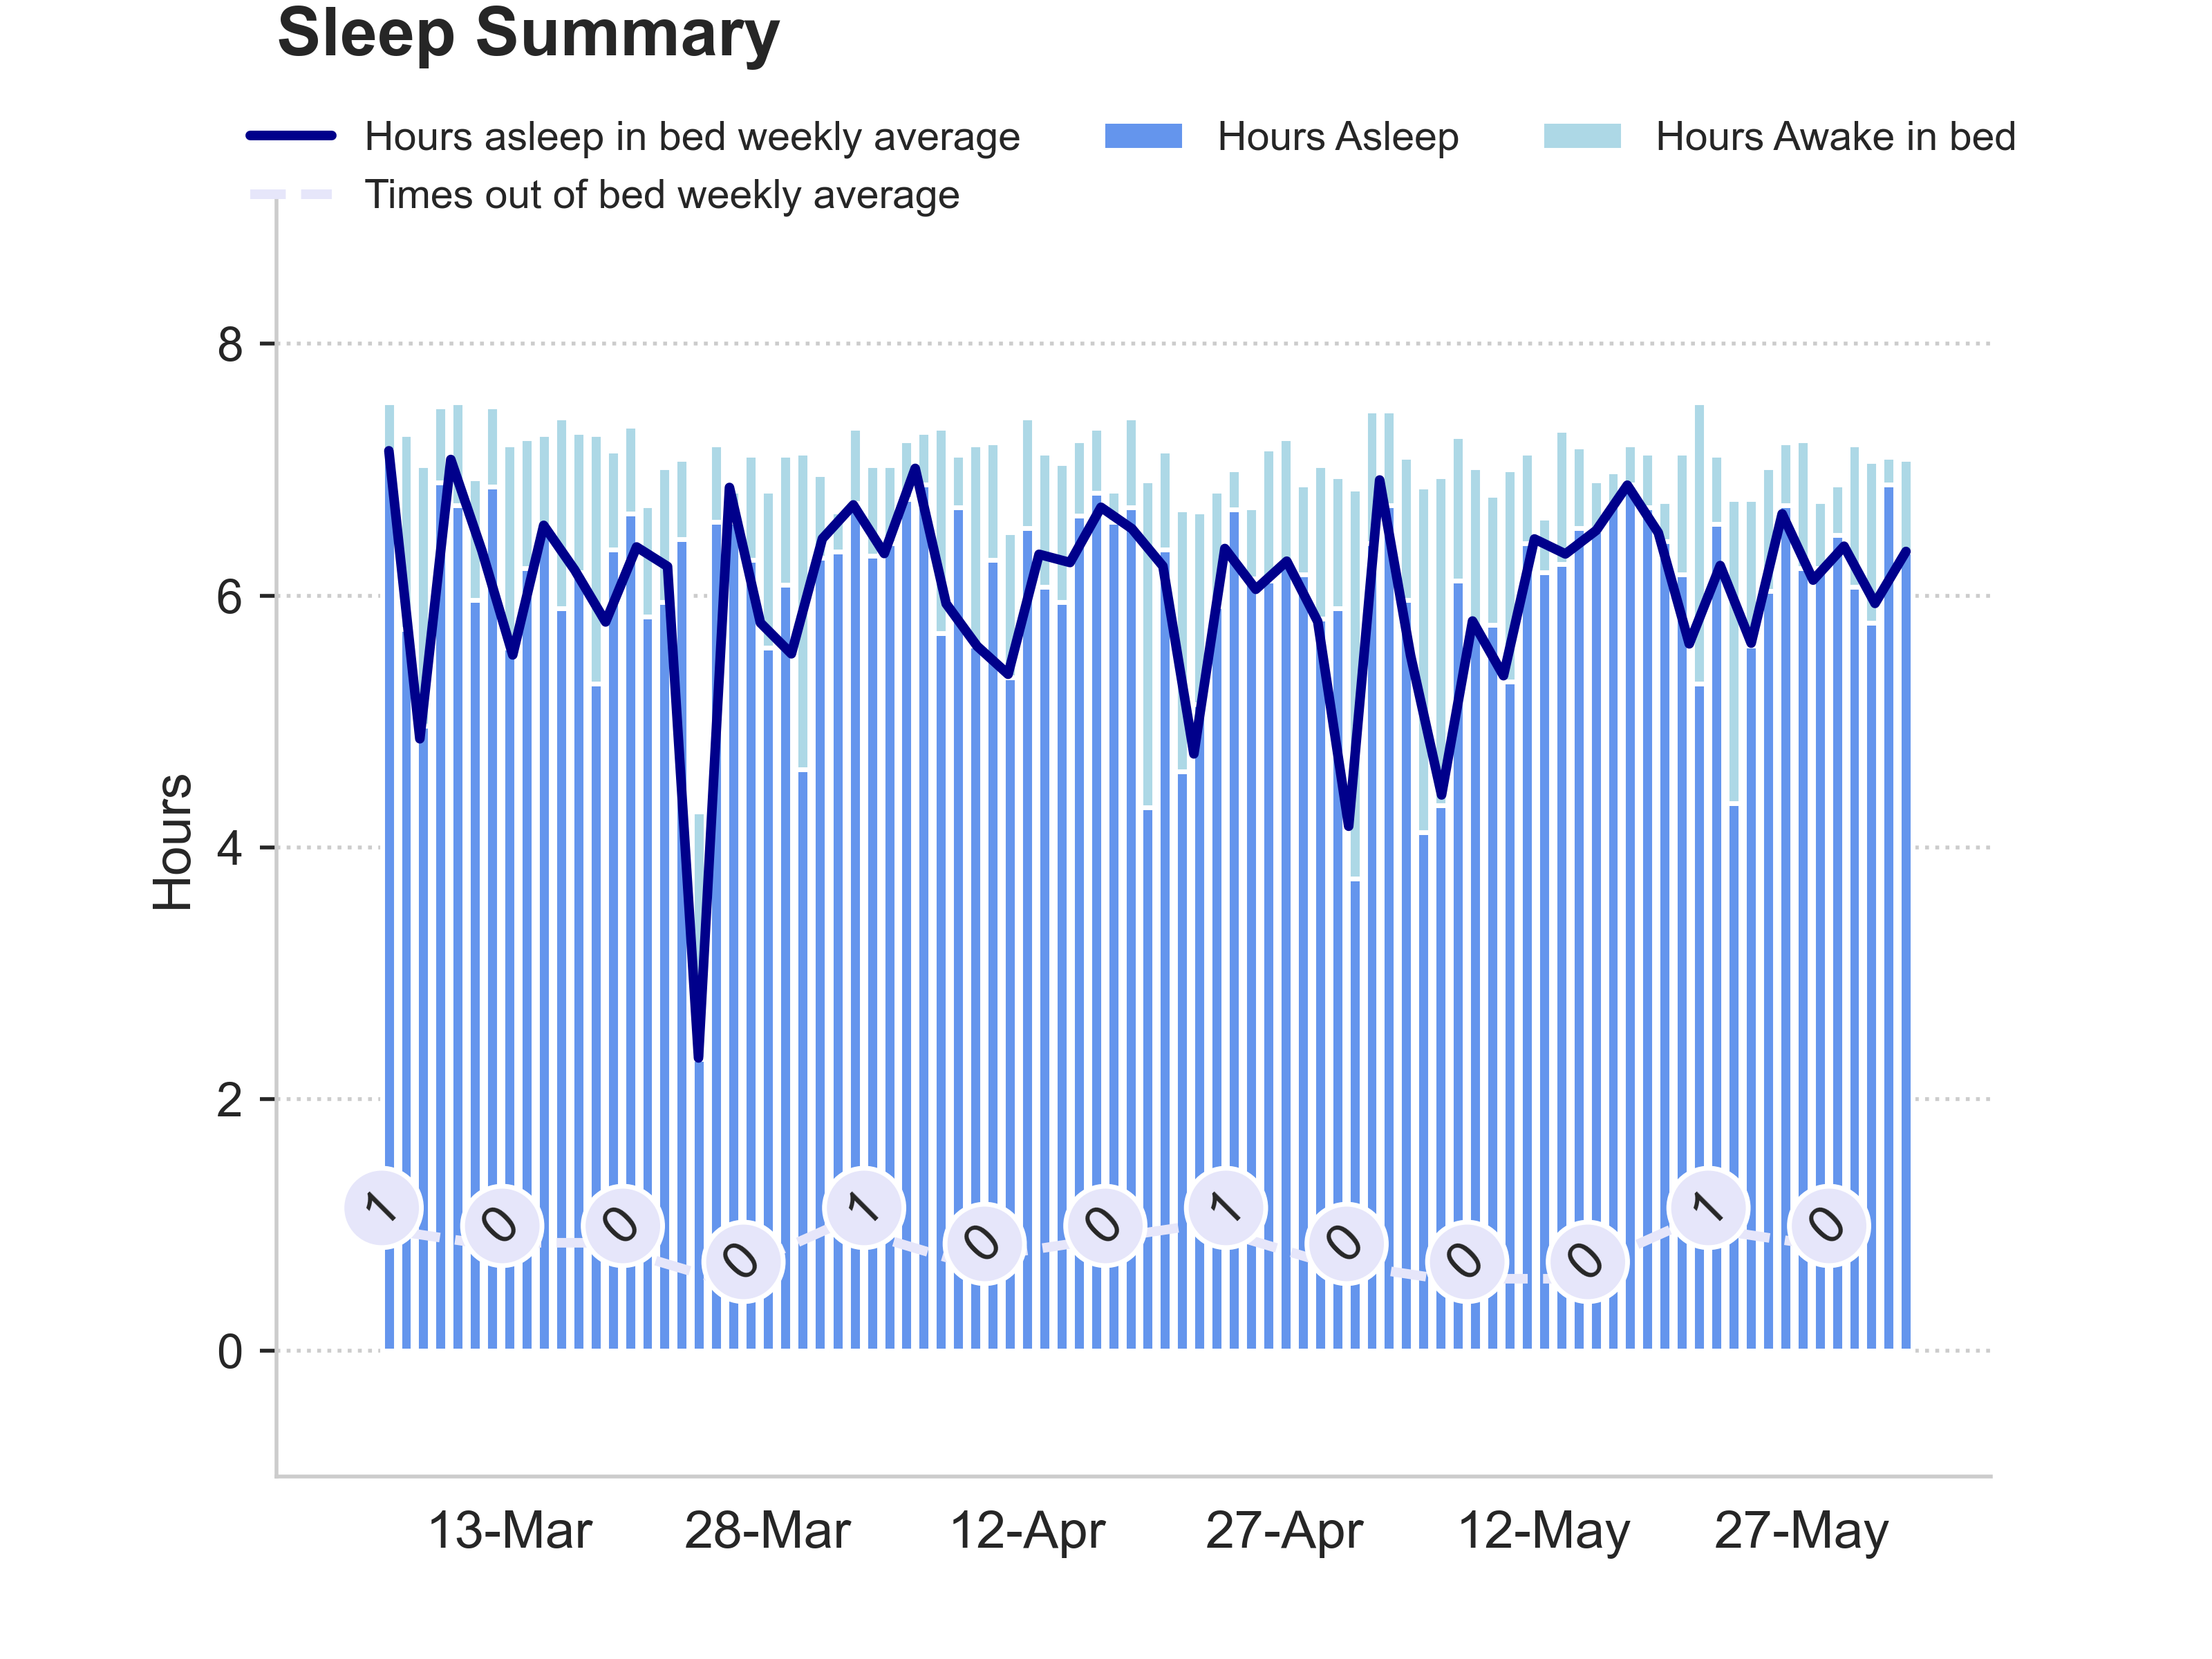 Sleep Summary
Hours asleep in bed weekly average
Hours Asleep
Hours Awake in bed
Times out of bed weekly average
Hours
8
6
4
2
0
1
0
0
0
1
0
0
1
0
0
0
1
0
13-Mar
28-Mar
12-Apr
27-Apr
12-May
27-May